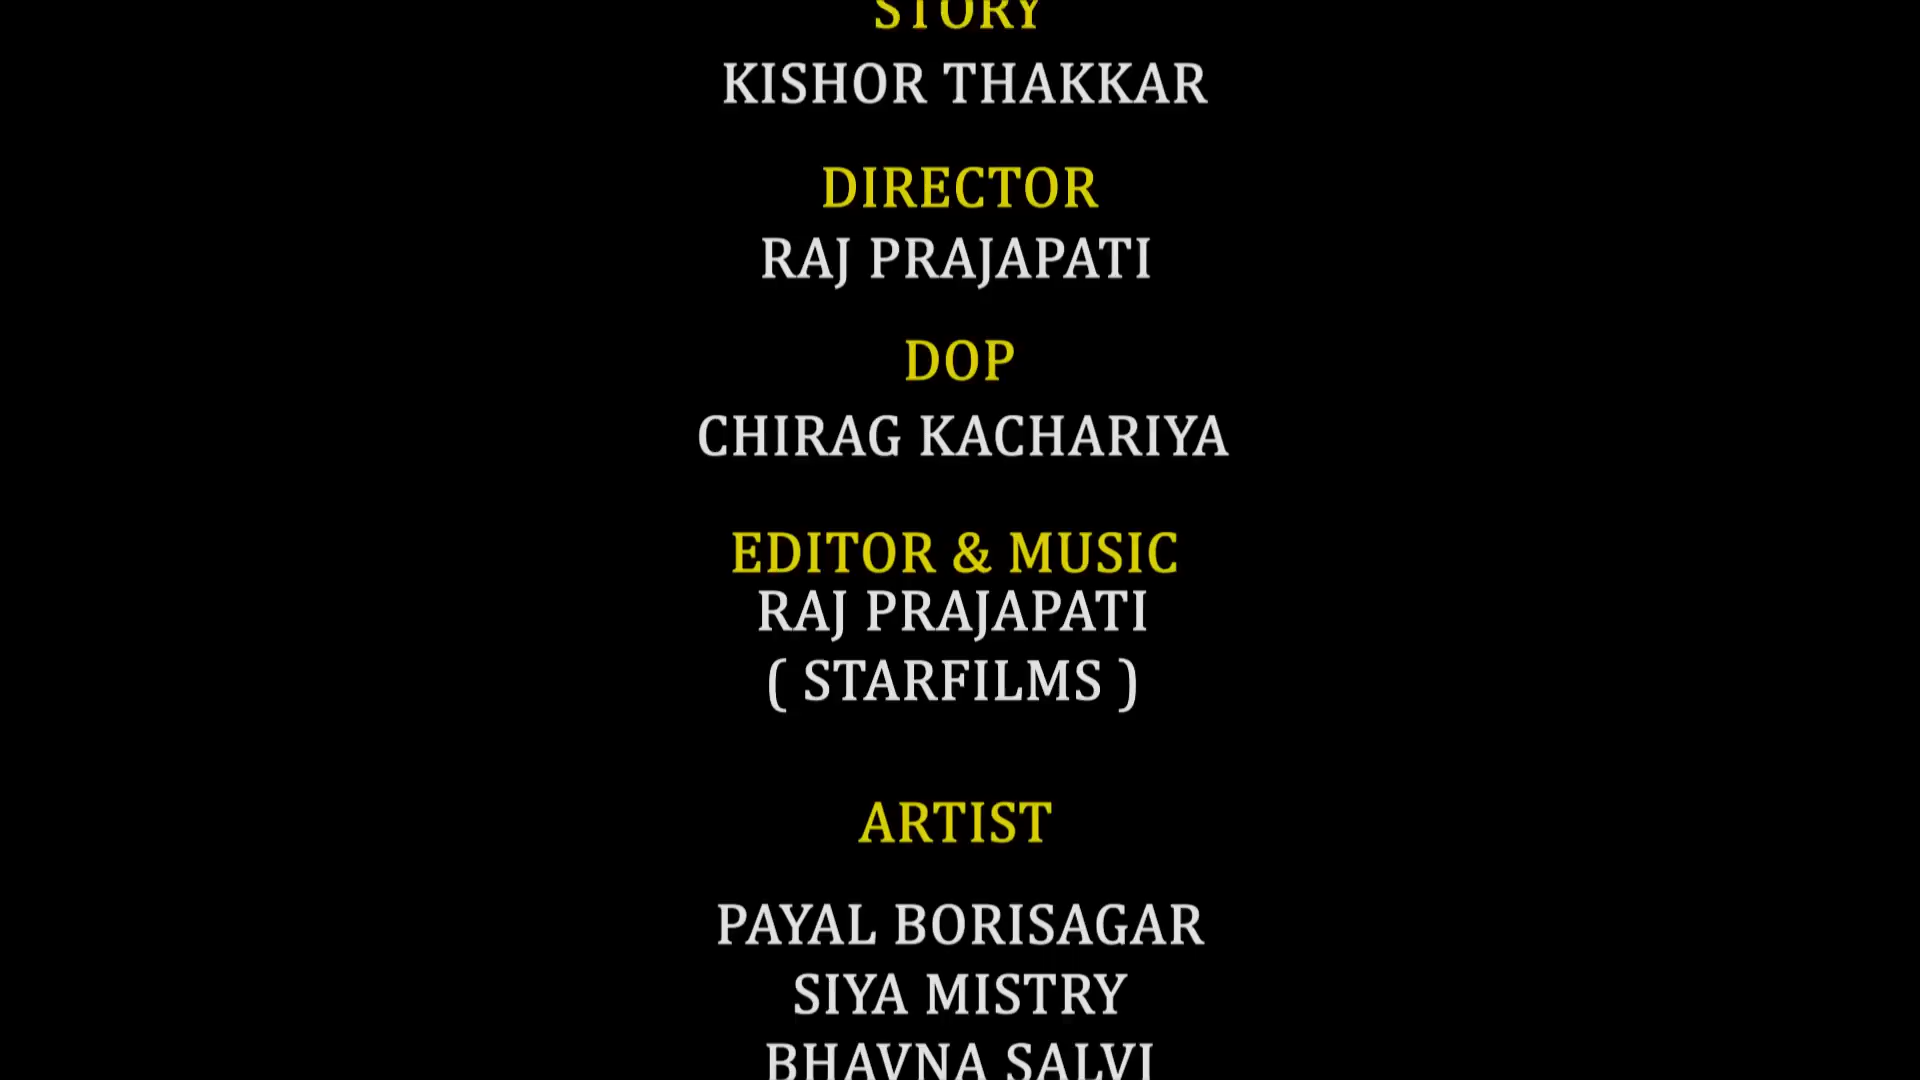 STORY
KISHOR THAKKAR
DIRECTOR
RAJ PRAJAPATI
DOP
CHIRAG KACHARIYA
EDITOR & MUSIC
RAJ PRAJAPATI
( STARFILMS )
ARTIST
PAYAL BORISAGAR
SIYA MISTRY
BHAVNA SALVI